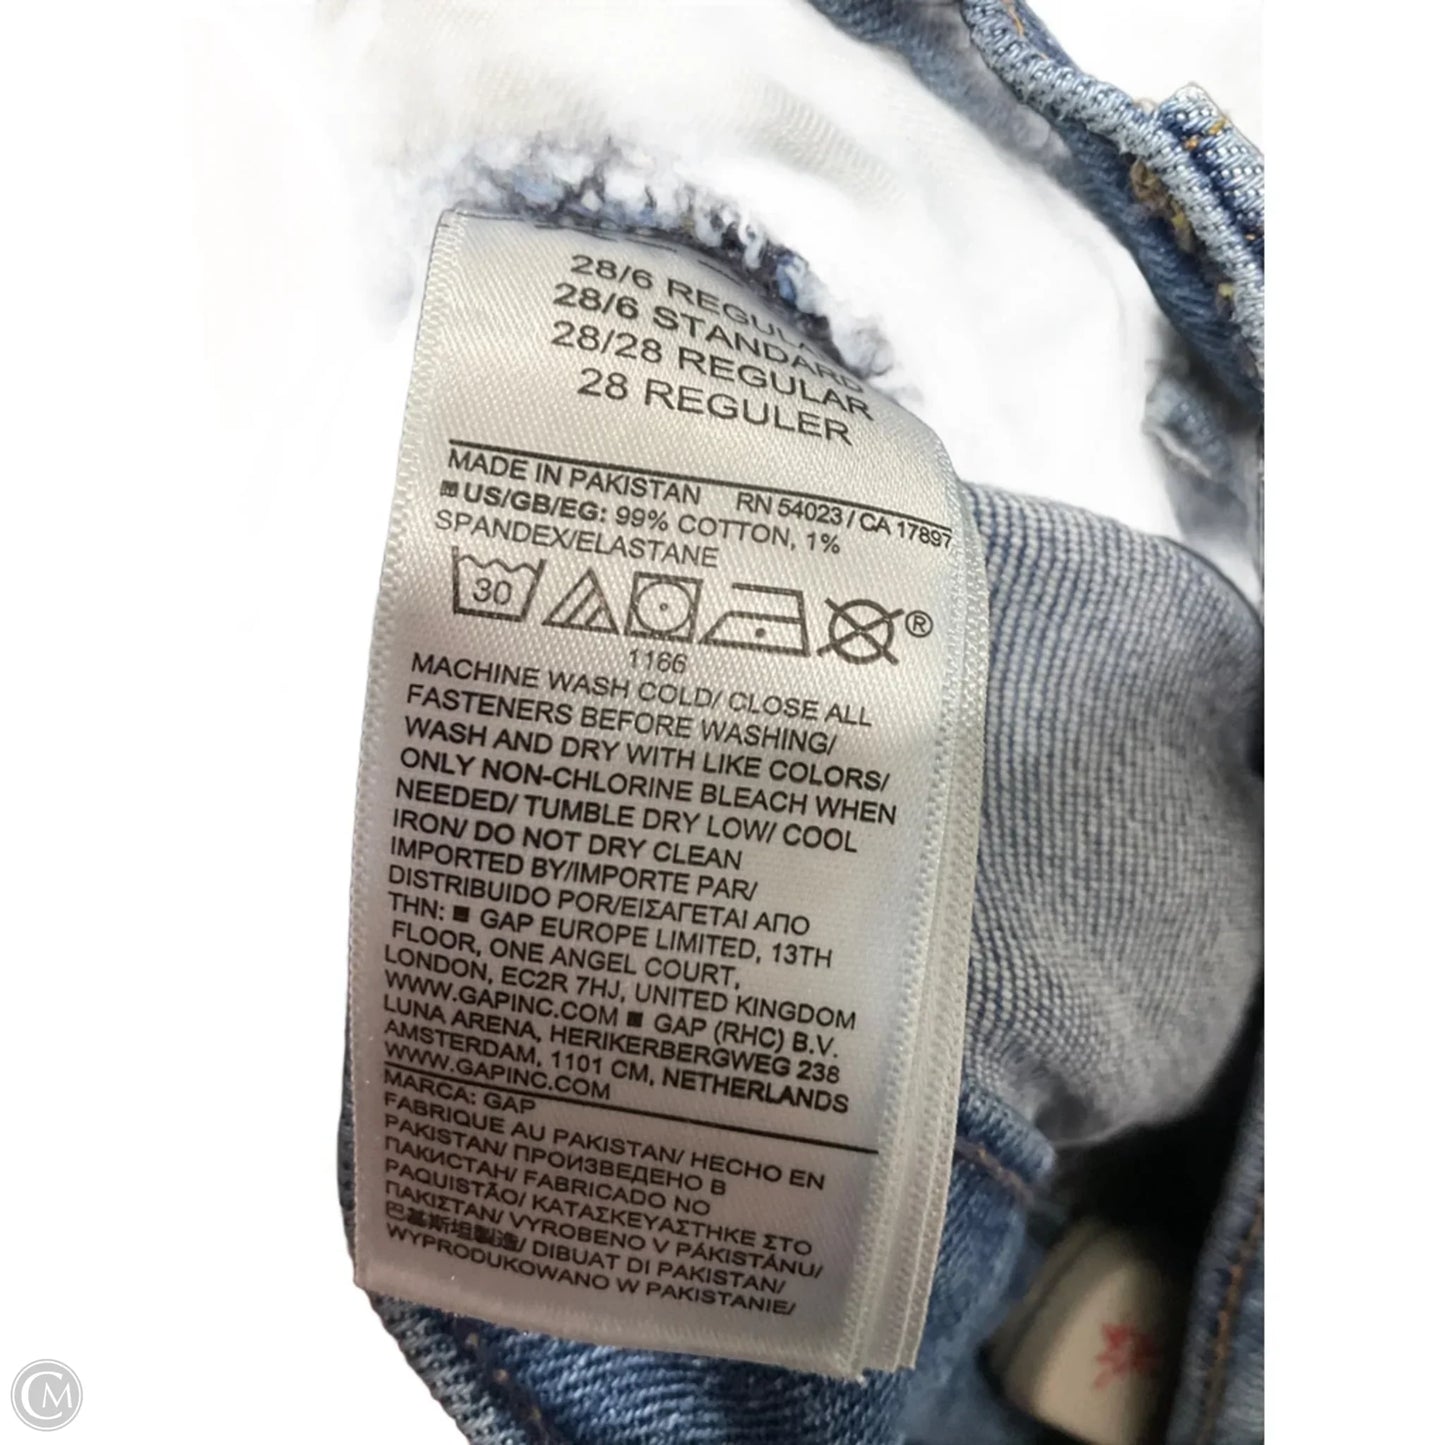 28/6 REGULAR
28/6 STANDARD
28/28 REGULAR
28 REGULER
MADE IN PAKISTAN RN 54023 / CA 17897
US/GB/EG: 99% COTTON, 1%
SPANDEX/ELASTANE
30 ®
1166
MACHINE WASH COLD/ CLOSE ALL
FASTENERS BEFORE WASHING/
WASH AND DRY WITH LIKE COLORS/
ONLY NON-CHLORINE BLEACH WHEN
NEEDED/ TUMBLE DRY LOW/ COOL
IRON/ DO NOT DRY CLEAN
IMPORTED BY/IMPORTE PAR/
DISTRIBUIDO POR/ΕΙΣΑΓΕΤΑΙ ΑΠΟ
ΤΗΝ: ■ GAP EUROPE LIMITED, 13TH
FLOOR, ONE ANGEL COURT,
LONDON, EC2R 7HJ, UNITED KINGDOM
WWW.GAPINC.COM ■ GAP (RHC) B.V.
LUNA ARENA, HERIKERBERGWEG 238
AMSTERDAM, 1101 CM, NETHERLANDS
WWW.GAPINC.COM
MARCA: GAP
FABRIQUE AU PAKISTAN/ HECHO EN
PAKISTAN/ ПРОИЗВЕДЕНО В
ПАКИСТАН/ FABRICADO NO
PAQUISTÃO/ ΚΑΤΑΣΚΕΥΑΣΤΗΚΕ ΣΤΟ
ΠΑΚΙΣΤΑΝ/ VYROBENO V PÁKISTÁNU/
巴基斯坦製造/ DIBUAT DI PAKISTAN/
WYPRODUKOWANO W PAKISTANIE/
CM